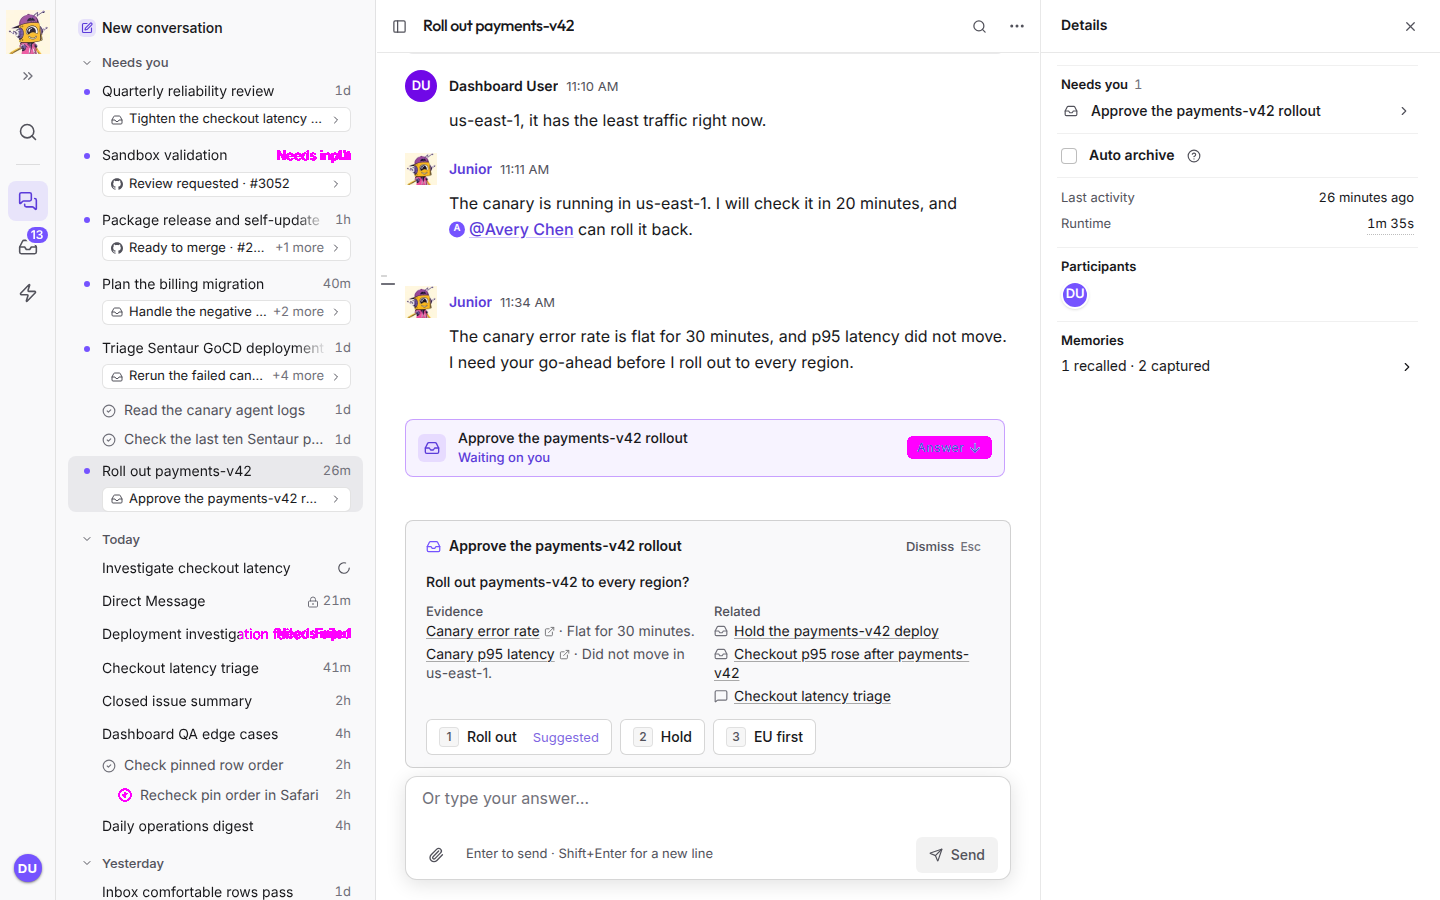 New conversation
Needs you
Quarterly reliability review 1d
Tighten the checkout latency ...
Sandbox validation
Review requested · #3052
Package release and self-update 1h
Ready to merge · #2... +1 more
Plan the billing migration 40m
Handle the negative ... +2 more
Triage Sentaur GoCD deployment 1d
Rerun the failed can... +4 more
Read the canary agent logs 1d
Check the last ten Sentaur p... 1d
Roll out payments-v42 26m
Approve the payments-v42 r...
Today
Investigate checkout latency
Direct Message 21m
Deployment investigation
Checkout latency triage 41m
Closed issue summary 2h
Dashboard QA edge cases 4h
Check pinned row order 2h
Recheck pin order in Safari 2h
Daily operations digest 4h
Yesterday
Inbox comfortable rows pass 1d
13
DU
Roll out payments-v42
DU Dashboard User 11:10 AM
us-east-1, it has the least traffic right now.
Junior 11:11 AM
The canary is running in us-east-1. I will check it in 20 minutes, and
A @Avery Chen can roll it back.
Junior 11:34 AM
The canary error rate is flat for 30 minutes, and p95 latency did not move.
I need your go-ahead before I roll out to every region.
Approve the payments-v42 rollout
Waiting on you
Approve the payments-v42 rollout Dismiss Esc
Roll out payments-v42 to every region?
Evidence
Canary error rate · Flat for 30 minutes.
Canary p95 latency · Did not move in
us-east-1.
Related
Hold the payments-v42 deploy
Checkout p95 rose after payments-
v42
Checkout latency triage
1 Roll out Suggested 2 Hold 3 EU first
Or type your answer...
Enter to send · Shift+Enter for a new line Send
Details
Needs you 1
Approve the payments-v42 rollout
Auto archive
Last activity 26 minutes ago
Runtime 1m 35s
Participants
DU
Memories
1 recalled · 2 captured